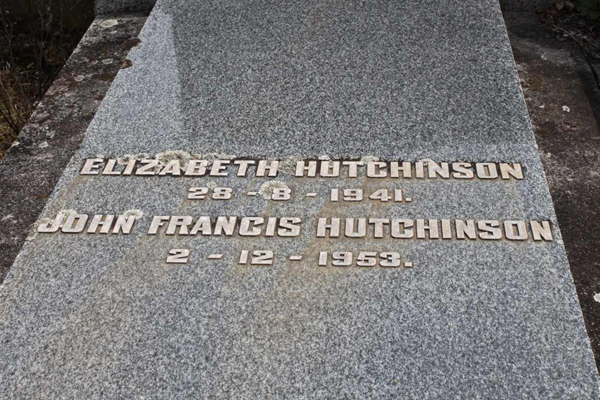 ELIZABETH HUTCHINSON
28 - 8 - 1941.
JOHN FRANCIS HUTCHINSON
2 - 12 - 1953.